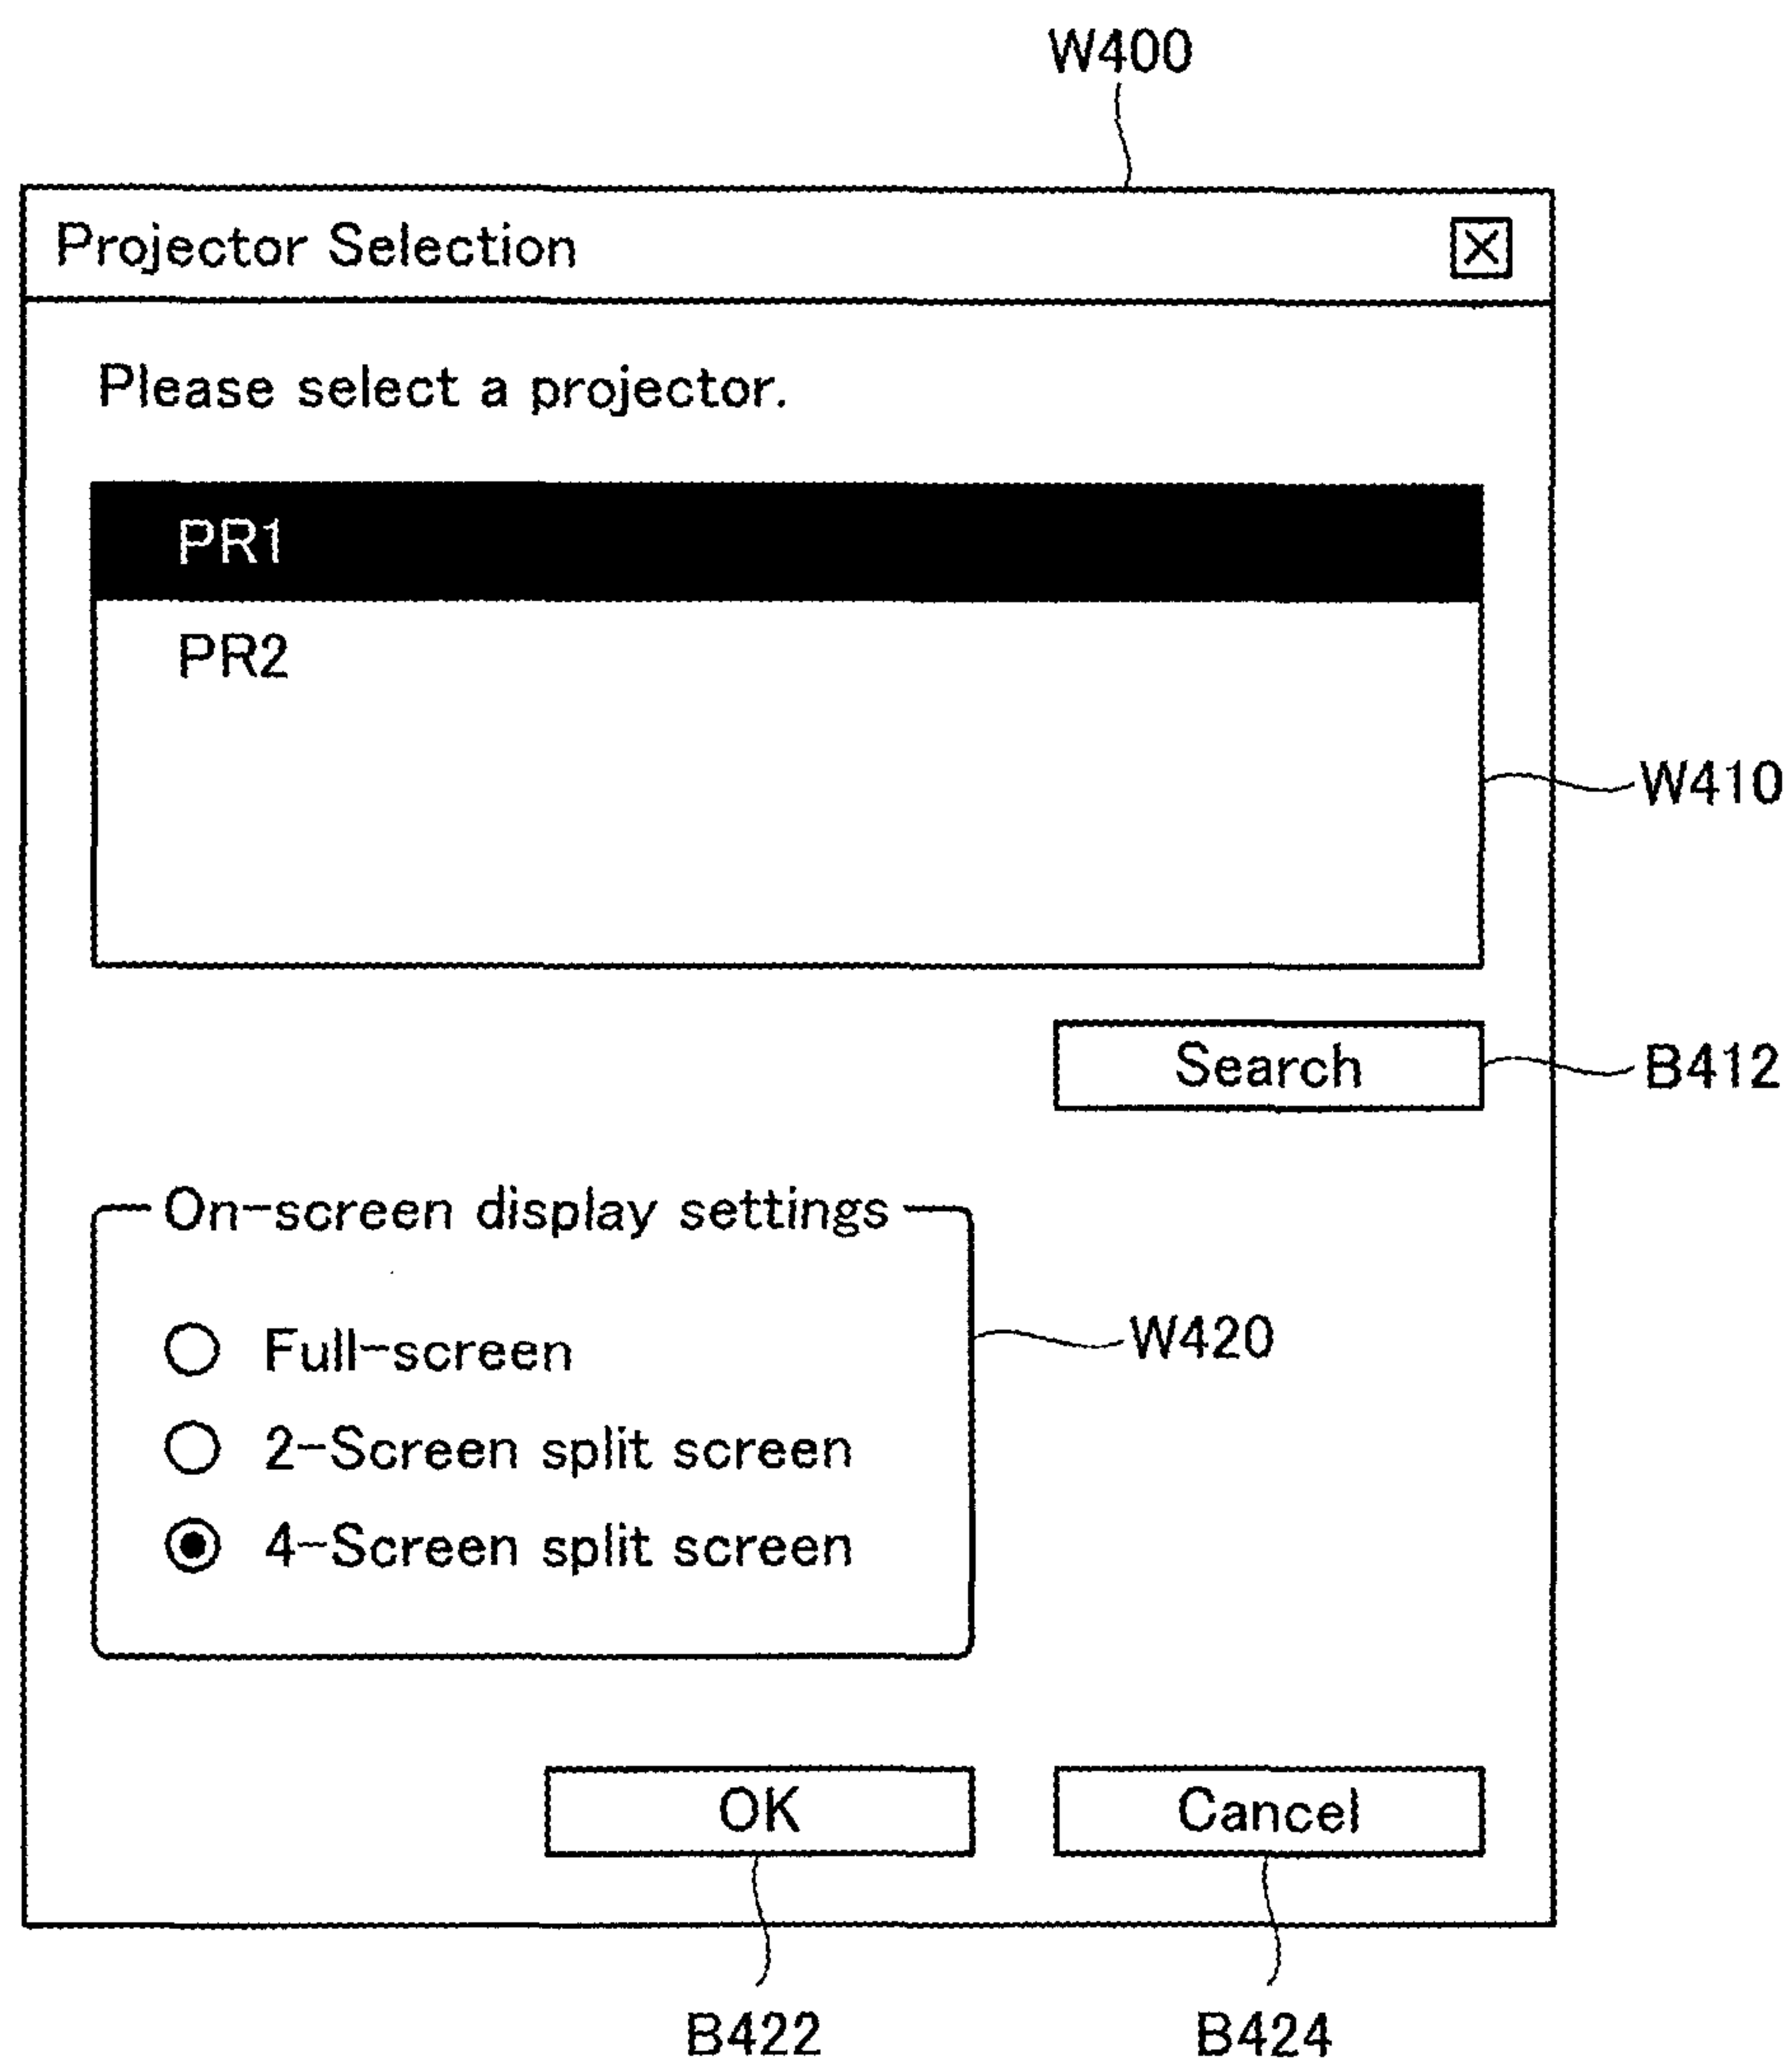 W400
Projector Selection
Please select a projector.
PR1
PR2
W410
Search
B412
On-screen display settings
Full-screen
W420
2-Screen split screen
4-Screen split screen
OK
Cancel
B422
B424